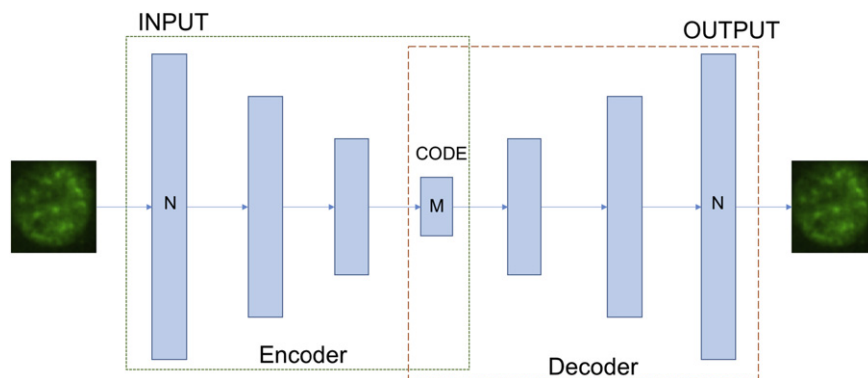 INPUT
OUTPUT
CODE
N
M
N
Encoder
Decoder